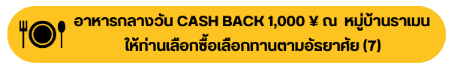 อาหารกลางวัน CASH BACK 1,000 ¥ ณ หมู่บ้านราเมน
ให้ท่านเลือกซื้อเลือกทานตามอัธยาศัย (7)